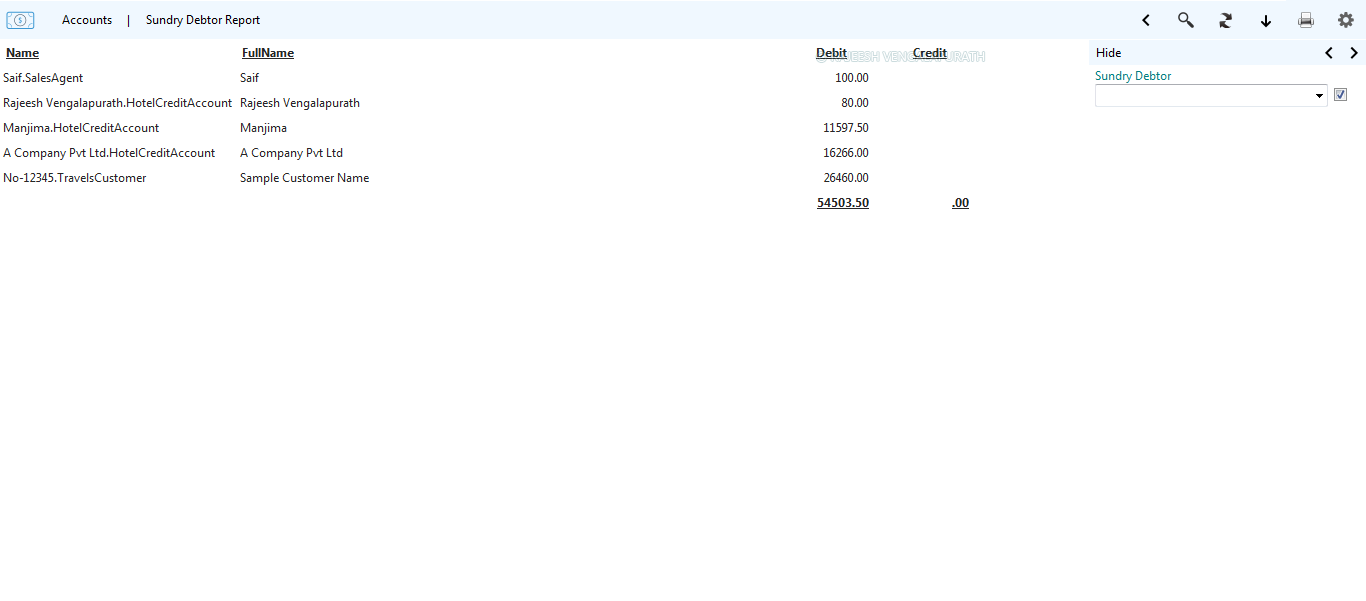 Accounts | Sundry Debtor Report
Name FullName Debit Credit
© RAJEESH VENGALAPURATH
Hide
Sundry Debtor
Saif.SalesAgent Saif 100.00
Rajeesh Vengalapurath.HotelCreditAccount Rajeesh Vengalapurath 80.00
Manjima.HotelCreditAccount Manjima 11597.50
A Company Pvt Ltd.HotelCreditAccount A Company Pvt Ltd 16266.00
No-12345.TravelsCustomer Sample Customer Name 26460.00
54503.50 .00